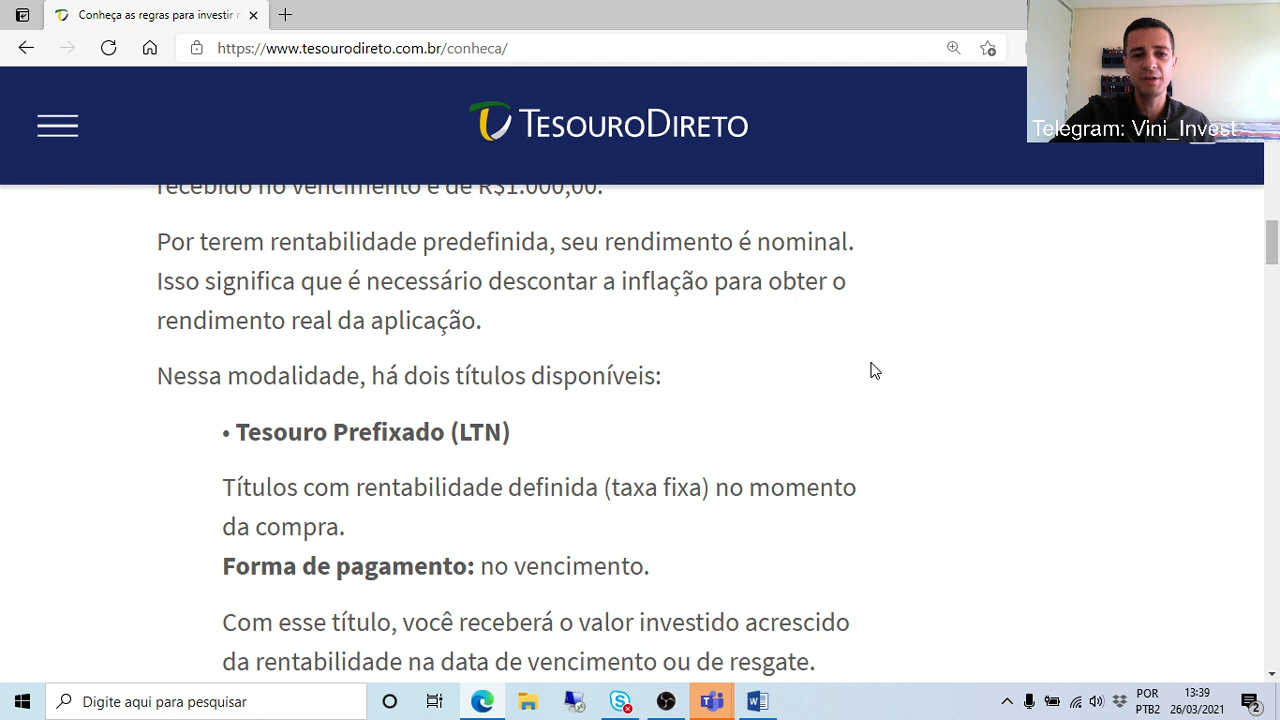 Conheça as regras para investir
https://www.tesourodireto.com.br/conheca/
TesouroDireto
Telegram: Vini_Invest
recebido no vencimento é de R$1.000,00.
Por terem rentabilidade predefinida, seu rendimento é nominal.
Isso significa que é necessário descontar a inflação para obter o
rendimento real da aplicação.
Nessa modalidade, há dois títulos disponíveis:
• Tesouro Prefixado (LTN)
Títulos com rentabilidade definida (taxa fixa) no momento
da compra.
Forma de pagamento: no vencimento.
Com esse título, você receberá o valor investido acrescido
da rentabilidade na data de vencimento ou de resgate.
Digite aqui para pesquisar
POR
PTB2
13:39
26/03/2021
2